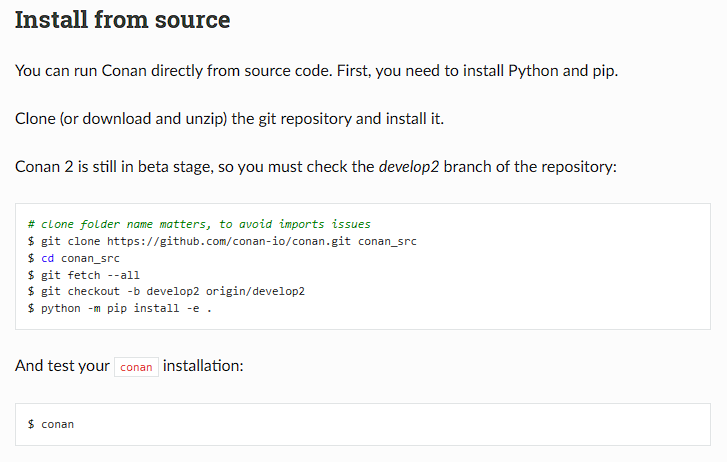 Install from source
You can run Conan directly from source code. First, you need to install Python and pip.
Clone (or download and unzip) the git repository and install it.
Conan 2 is still in beta stage, so you must check the develop2 branch of the repository:
# clone folder name matters, to avoid imports issues
$ git clone https://github.com/conan-io/conan.git conan_src
$ cd conan_src
$ git fetch --all
$ git checkout -b develop2 origin/develop2
$ python -m pip install -e .
And test your conan installation:
$ conan